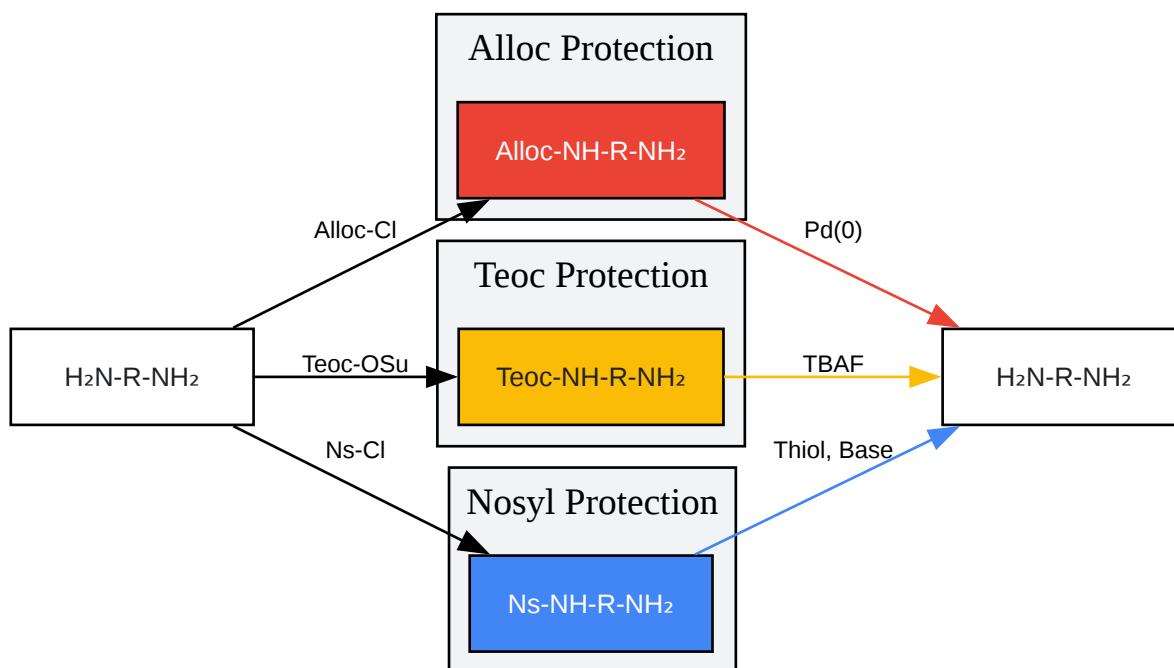 Alloc Protection
Alloc-NH-R-NH₂
Alloc-Cl
Pd(0)
Teoc Protection
H₂N-R-NH₂
Teoc-OSu
Teoc-NH-R-NH₂
TBAF
H₂N-R-NH₂
Ns-Cl
Thiol, Base
Nosyl Protection
Ns-NH-R-NH₂